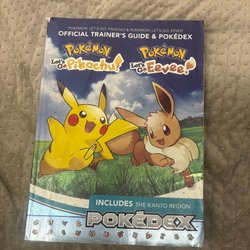 POKÉMON: LET'S GO, PIKACHU! & POKÉMON: LET'S GO, EEVEE!
OFFICIAL TRAINER'S GUIDE & POKÉDEX
POKÉMON POKÉMON
Let's Go Pikachu! Let's Go Eevee!
INCLUDES THE KANTO REGION
POKÉDEX